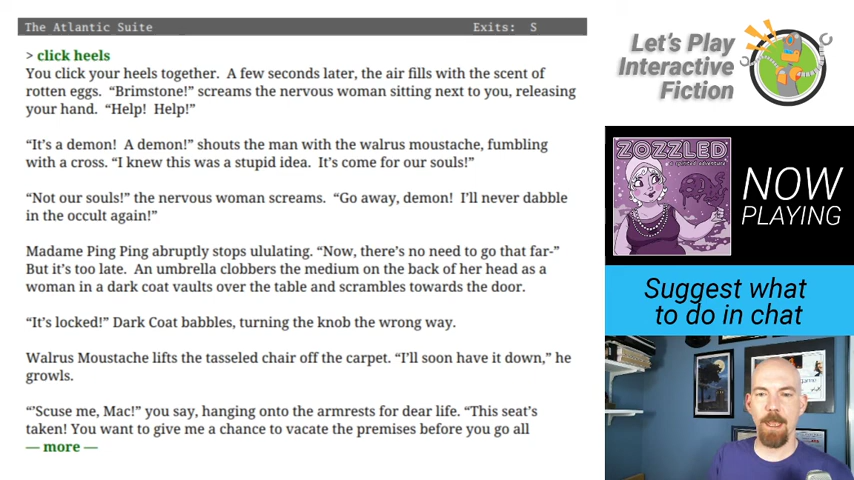 The Atlantic Suite Exits: S
> click heels
You click your heels together. A few seconds later, the air fills with the scent of
rotten eggs. “Brimstone!” screams the nervous woman sitting next to you, releasing
your hand. “Help! Help!”
“It’s a demon! A demon!” shouts the man with the walrus moustache, fumbling
with a cross. “I knew this was a stupid idea. It’s come for our souls!”
“Not our souls!” the nervous woman screams. “Go away, demon! I’ll never dabble
in the occult again!”
Madame Ping Ping abruptly stops ululating. “Now, there’s no need to go that far-”
But it’s too late. An umbrella clobbers the medium on the back of her head as a
woman in a dark coat vaults over the table and scrambles towards the door.
“It’s locked!” Dark Coat babbles, turning the knob the wrong way.
Walrus Moustache lifts the tasseled chair off the carpet. “I’ll soon have it down,” he
growls.
“’Scuse me, Mac!” you say, hanging onto the armrests for dear life. “This seat’s
taken! You want to give me a chance to vacate the premises before you go all
— more —
Let’s Play
Interactive
Fiction
ZOZZLED
a spirited adventure
NOW
PLAYING
Suggest what
to do in chat